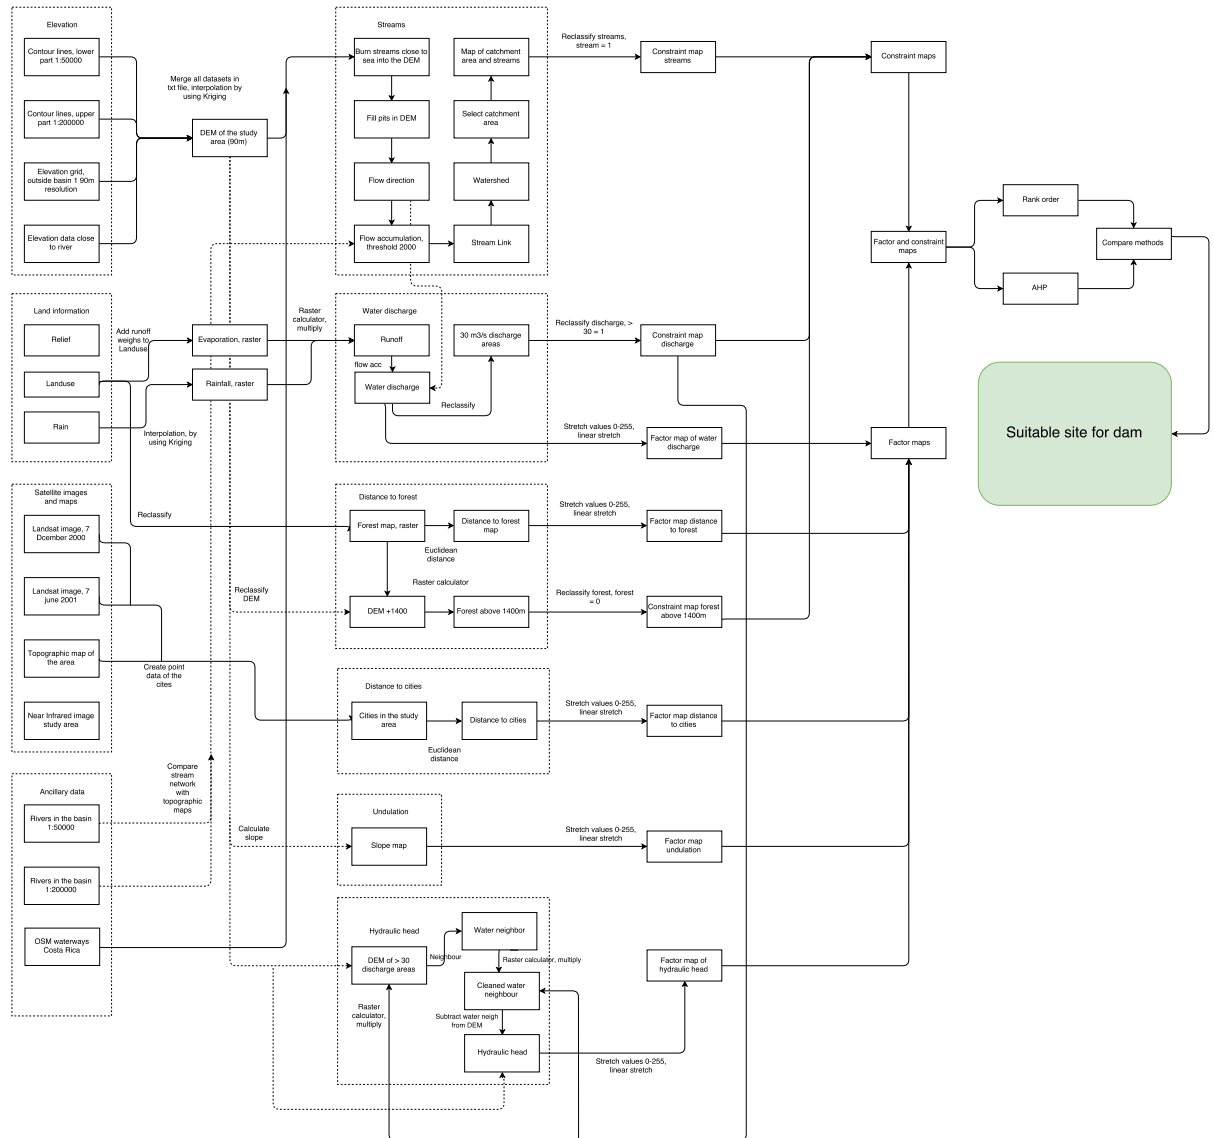 Elevation
Contour lines, lower
part 1:50000
Contour lines, upper
part 1:200000
Elevation grid,
outside basin 1 90m
resolution
Elevation data close
to river
Merge all datasets in
txt file, interpolation by
using Kriging
DEM of the study
area (90m)
Streams
Burn streams close to
sea into the DEM
Fill pits in DEM
Flow direction
Flow accumulation,
threshold 2000
Map of catchment
area and streams
Select catchment
area
Watershed
Stream Link
Reclassify streams,
stream = 1
Constraint map
streams
Constraint maps
Factor and constraint
maps
Rank order
AHP
Compare methods
Suitable site for dam
Land information
Relief
Landuse
Rain
Add runoff
weighs to
Landuse
Evaporation, raster
Rainfall, raster
Interpolation, by
using Kriging
Raster
calculator,
multiply
Water discharge
Runoff
flow acc
Water discharge
30 m3/s discharge
areas
Reclassify
Reclassify discharge, >
30 = 1
Constraint map
discharge
Stretch values 0-255,
linear stretch
Factor map of water
discharge
Factor maps
Satellite images
and maps
Landsat image, 7
Dcember 2000
Landsat image, 7
june 2001
Topographic map of
the area
Near Infrared image
study area
Reclassify
Reclassify
DEM
Create point
data of the
cites
Distance to forest
Forest map, raster
Distance to forest
map
Euclidean
distance
Raster calculator
DEM +1400
Forest above 1400m
Stretch values 0-255,
linear stretch
Factor map distance
to forest
Reclassify forest, forest
= 0
Constraint map forest
above 1400m
Distance to cities
Cities in the study
area
Distance to cities
Euclidean
distance
Stretch values 0-255,
linear stretch
Factor map distance
to cities
Ancillary data
Rivers in the basin
1:50000
Rivers in the basin
1:200000
OSM waterways
Costa Rica
Compare
stream
network
with
topographic
maps
Calculate
slope
Undulation
Slope map
Stretch values 0-255,
linear stretch
Factor map
undulation
Hydraulic head
DEM of > 30
discharge areas
Neighbour
Water neighbor
Raster calculator, multiply
Cleaned water
neighbour
Raster
calculator,
multiply
Subtract water neigh
from DEM
Hydraulic head
Stretch values 0-255,
linear stretch
Factor map of
hydraulic head